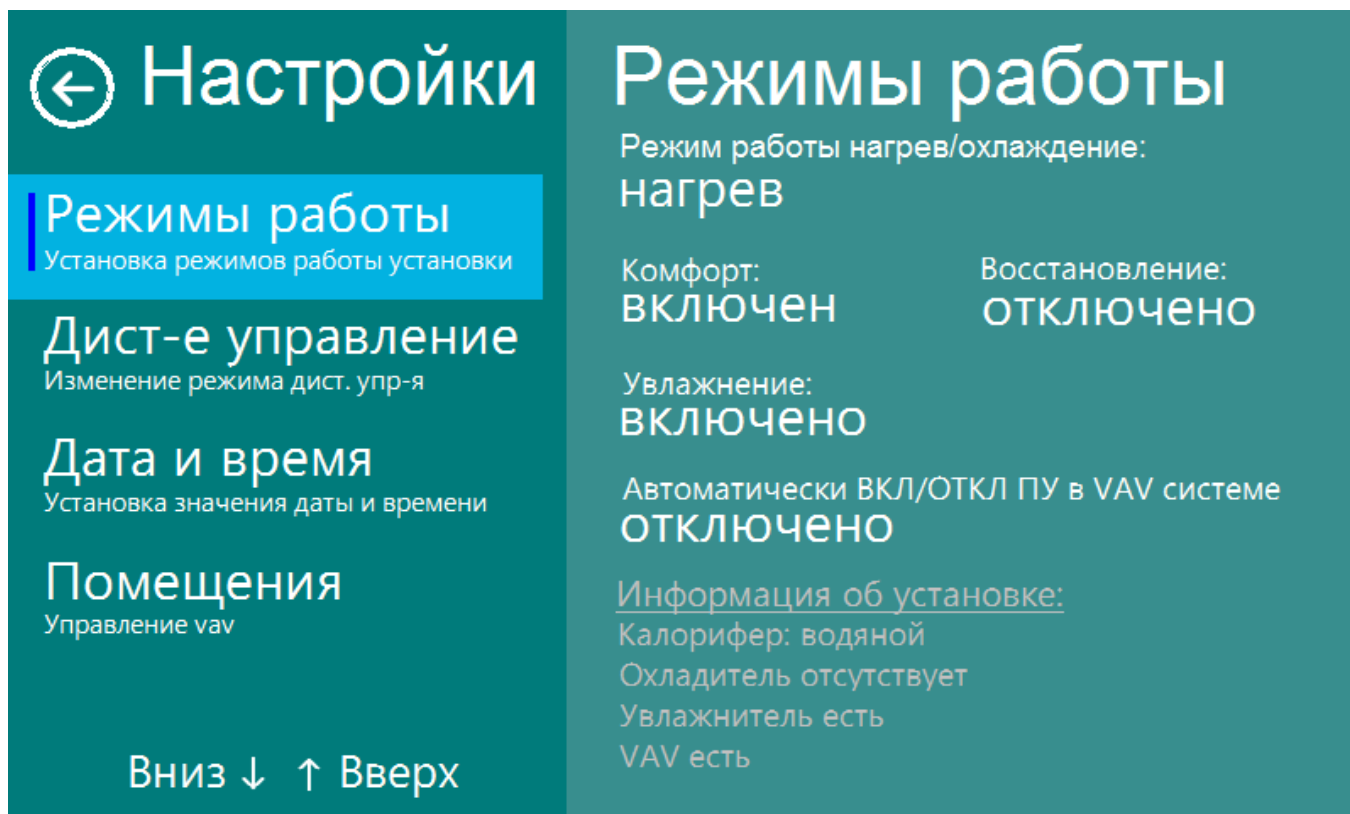 Настройки
Режимы работы
Установка режимов работы установки
Дист-е управление
Изменение режима дист. упр-я
Дата и время
Установка значения даты и времени
Помещения
Управление vav
Вниз ↓ ↑ Вверх
Режимы работы
Режим работы нагрев/охлаждение:
нагрев
Комфорт:
включен
Восстановление:
отключено
Увлажнение:
включено
Автоматически ВКЛ/ОТКЛ ПУ в VAV системе
отключено
Информация об установке:
Калорифер: водяной
Охладитель отсутствует
Увлажнитель есть
VAV есть